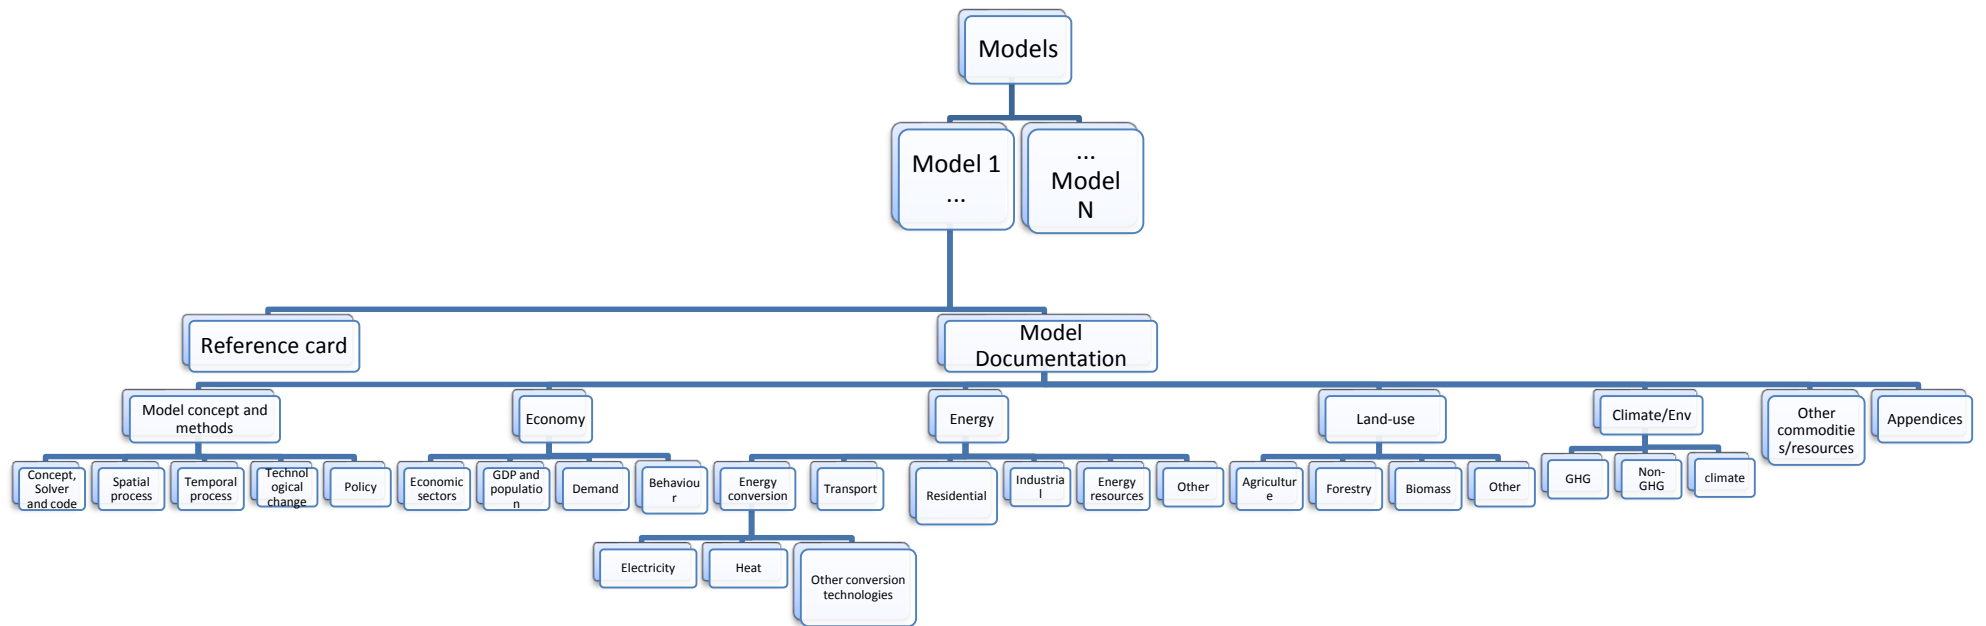 Models
Model 1
...
...
Model
N
Reference card
Model
Documentation
Model concept and
methods
Economy
Energy
Land-use
Climate/Env
Other
commoditie
s/resources
Appendices
Concept,
Solver
and code
Spatial
process
Temporal
process
Technol
ogical
change
Policy
Economic
sectors
GDP and
populatio
n
Demand
Behaviou
r
Energy
conversion
Transport
Residential
Industria
l
Energy
resources
Other
Agricultur
e
Forestry
Biomass
Other
GHG
Non-
GHG
climate
Electricity
Heat
Other conversion
technologies